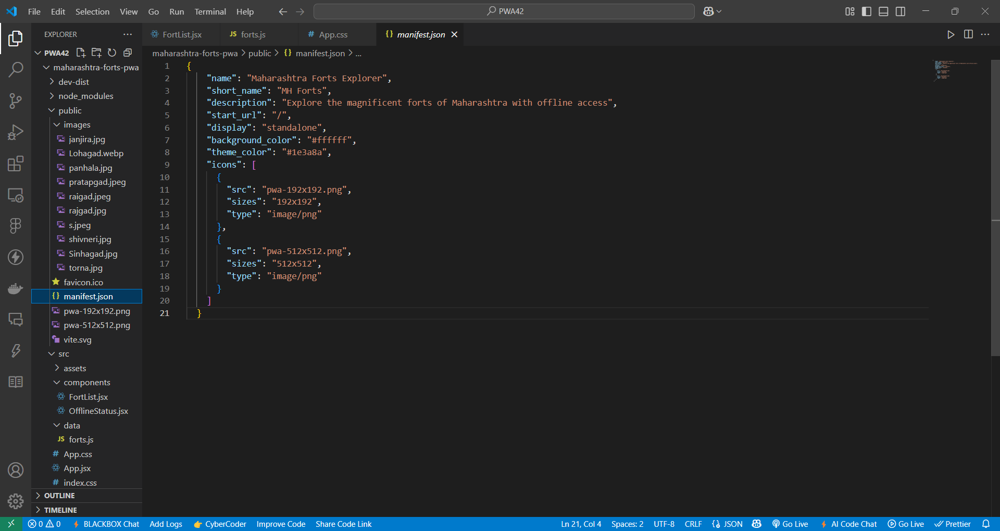 File Edit Selection View Go Run Terminal Help
PWA42
EXPLORER
PWA42
maharashtra-forts-pwa
dev-dist
node_modules
public
images
janjira.jpg
Lohagad.webp
panhala.jpg
pratapgad.jpeg
raigad.jpeg
rajgad.jpg
s.jpeg
shivneri.jpg
Sinhagad.jpg
torna.jpg
favicon.ico
{} manifest.json
pwa-192x192.png
pwa-512x512.png
vite.svg
src
assets
components
FortList.jsx
OfflineStatus.jsx
data
JS forts.js
# App.css
App.jsx
# index.css
OUTLINE
TIMELINE
FortList.jsx JS forts.js # App.css {} manifest.json
maharashtra-forts-pwa > public > {} manifest.json > ...
1 {
2 "name": "Maharashtra Forts Explorer",
3 "short_name": "MH Forts",
4 "description": "Explore the magnificent forts of Maharashtra with offline access",
5 "start_url": "/",
6 "display": "standalone",
7 "background_color": "#ffffff",
8 "theme_color": "#1e3a8a",
9 "icons": [
10 {
11 "src": "pwa-192x192.png",
12 "sizes": "192x192",
13 "type": "image/png"
14 },
15 {
16 "src": "pwa-512x512.png",
17 "sizes": "512x512",
18 "type": "image/png"
19 }
20 ]
21 }
0 0 BLACKBOX Chat Add Logs CyberCoder Improve Code Share Code Link Ln 21, Col 4 Spaces: 2 UTF-8 CRLF {} JSON Go Live AI Code Chat Go Live Prettier